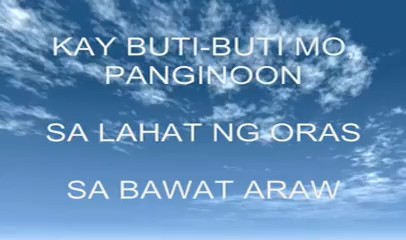 KAY BUTI-BUTI MO
PANGINOON
SA LAHAT NG ORAS
SA BAWAT ARAW